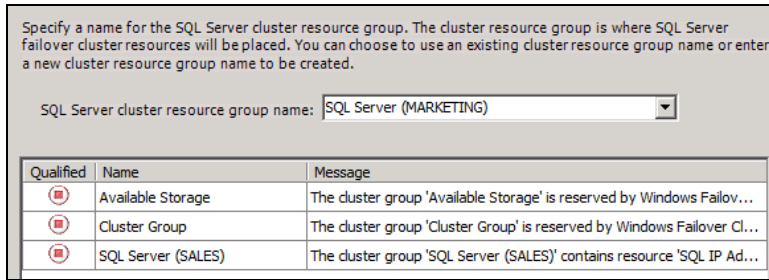 Specify a name for the SQL Server cluster resource group. The cluster resource group is where SQL Server
failover cluster resources will be placed. You can choose to use an existing cluster resource group name or enter
a new cluster resource group name to be created.
SQL Server cluster resource group name: SQL Server (MARKETING)
Qualified Name Message
Available Storage The cluster group 'Available Storage' is reserved by Windows Failov...
Cluster Group The cluster group 'Cluster Group' is reserved by Windows Failover Cl...
SQL Server (SALES) The cluster group 'SQL Server (SALES)' contains resource 'SQL IP Ad...